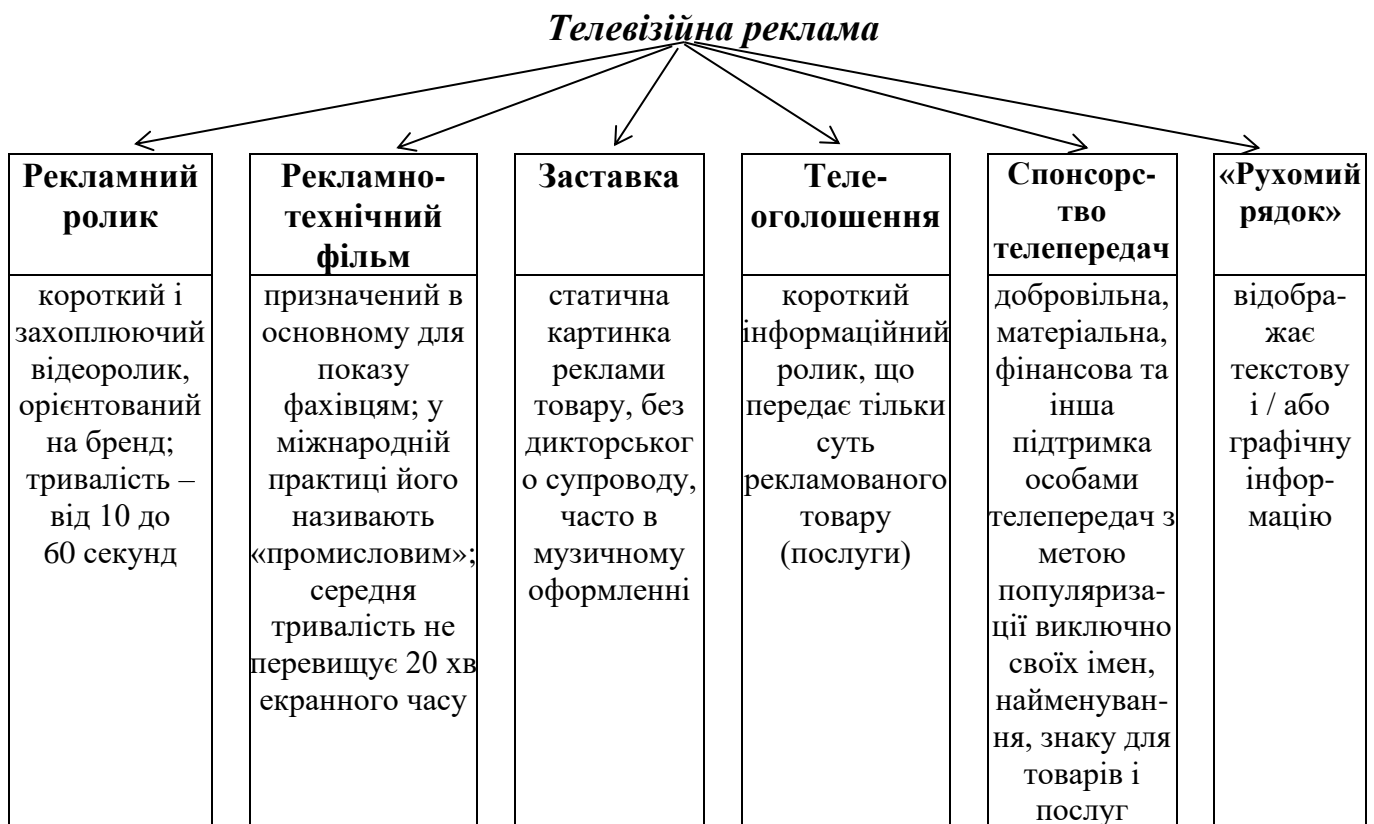 Телевізійна реклама
Рекламний
ролик
короткий і
захоплюючий
відеоролик,
орієнтований
на бренд;
тривалість –
від 10 до
60 секунд
Рекламно-
технічний
фільм
призначений в
основному для
показу
фахівцям; у
міжнародній
практиці його
називають
«промисловим»;
середня
тривалість не
перевищує 20 хв
екранного часу
Заставка
статична
картинка
реклами
товару, без
дикторськог
о супроводу,
часто в
музичному
оформленні
Теле-
оголошення
короткий
інформаційний
ролик, що
передає тільки
суть
рекламованого
товару
(послуги)
Спонсорс-
тво
телепередач
добровільна,
матеріальна,
фінансова та
інша
підтримка
особами
телепередач з
метою
популяриза-
ції виключно
своїх імен,
найменуван-
ня, знаку для
товарів і
послуг
«Рухомий
рядок»
відобра-
жає
текстову
і / або
графічну
інфор-
мацію